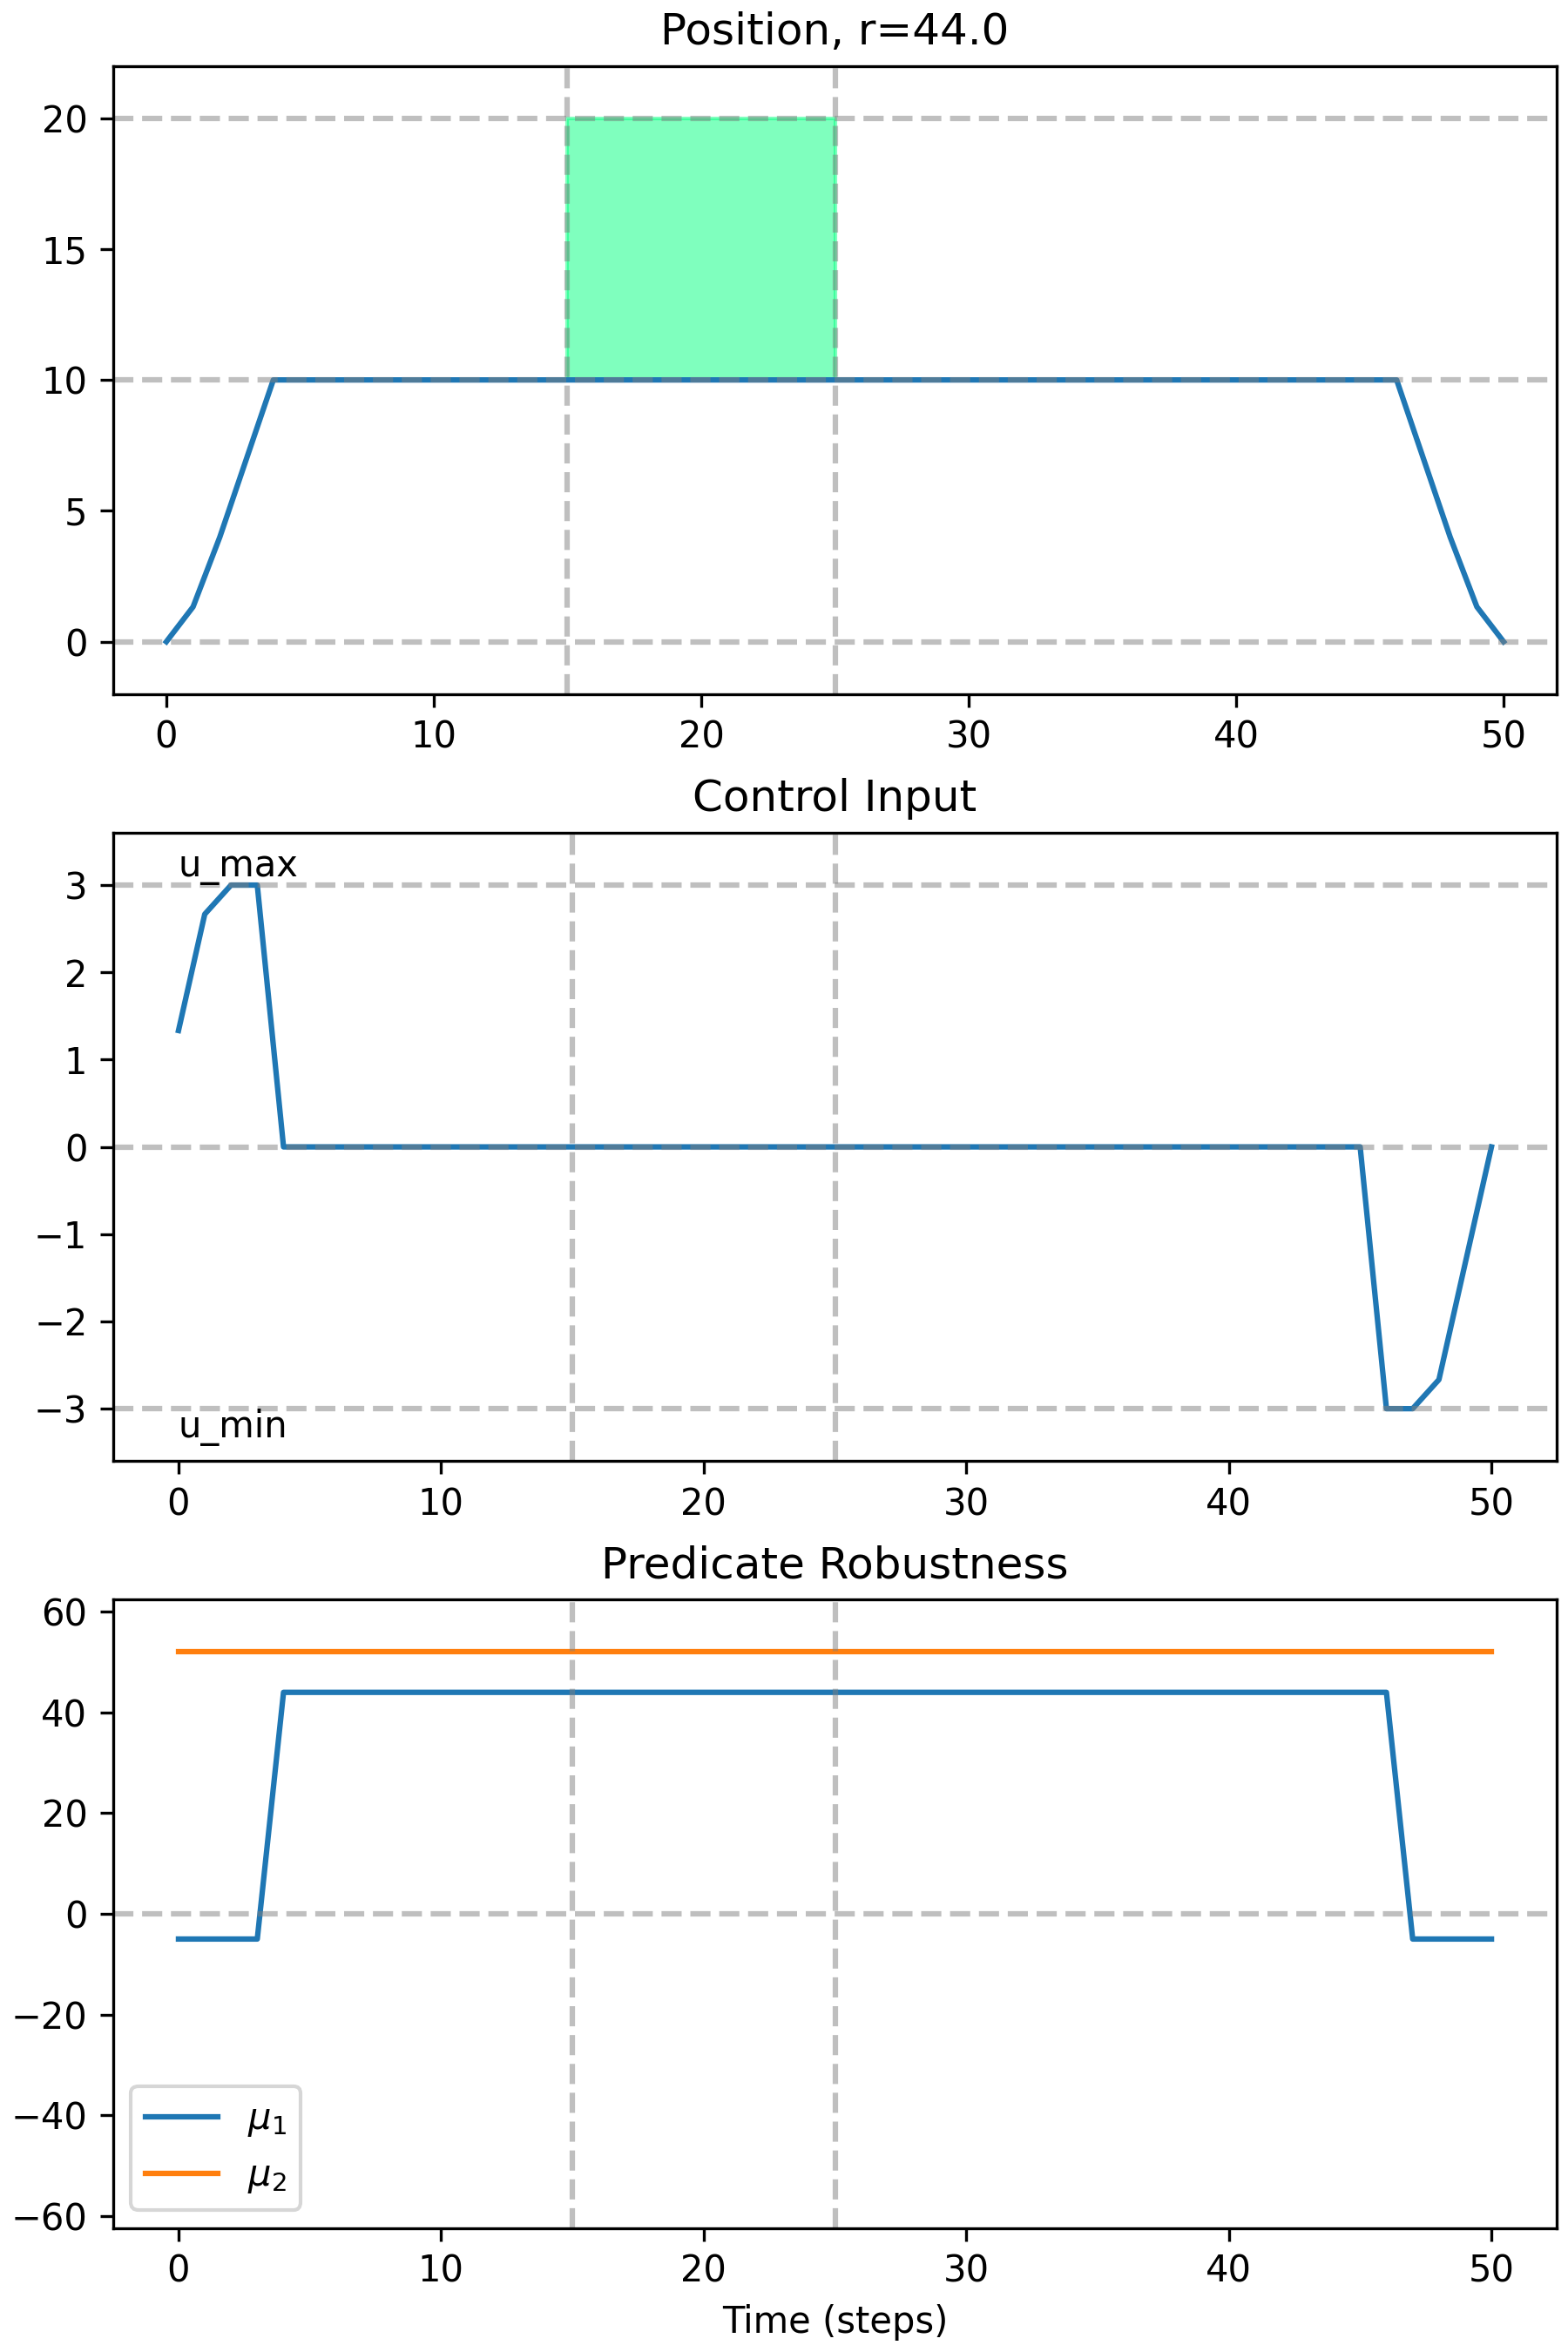 Position, r=44.0
20
15
10
5
0
0 10 20 30 40 50
Control Input
u_max
3
2
1
0
−1
−2
−3
u_min
0 10 20 30 40 50
Predicate Robustness
60
40
20
0
−20
−40
−60
μ₁
μ₂
0 10 20 30 40 50
Time (steps)